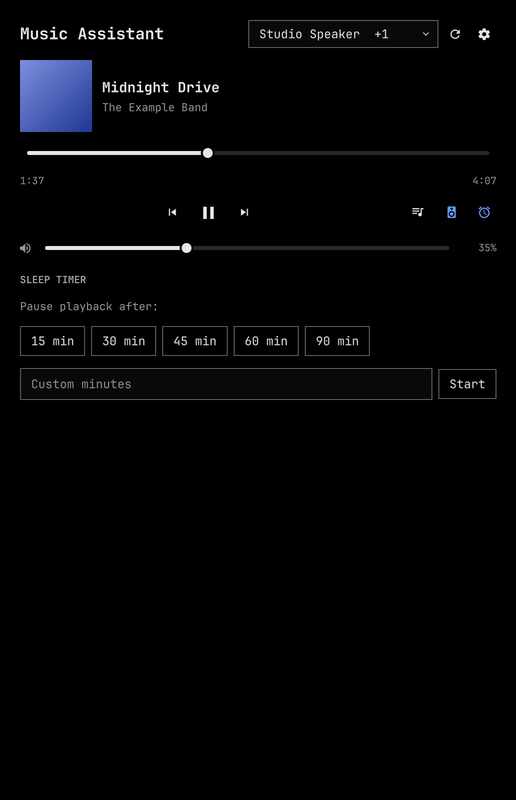 Music Assistant
Studio Speaker +1
Midnight Drive
The Example Band
1:37
4:07
35%
SLEEP TIMER
Pause playback after:
15 min
30 min
45 min
60 min
90 min
Custom minutes
Start